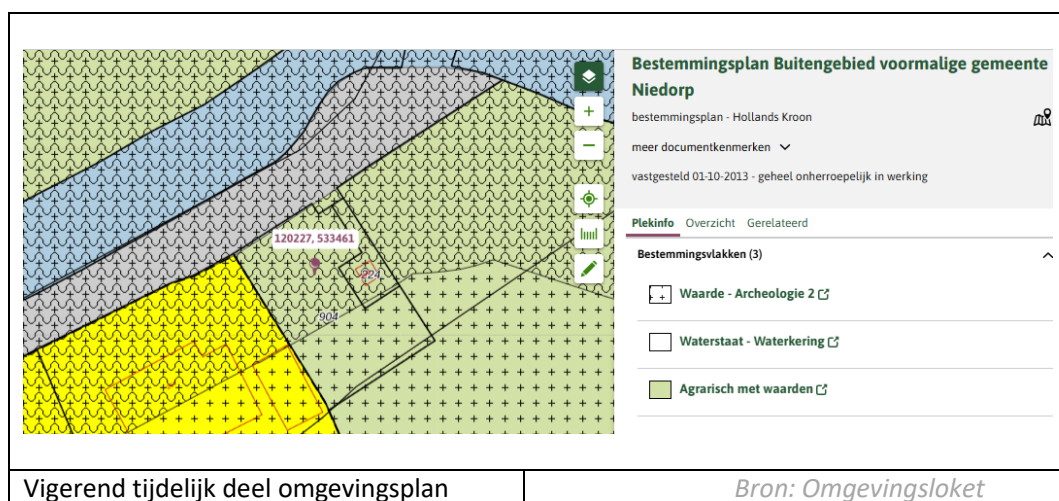 Bestemmingsplan Buitengebied voormalige gemeente
Niedorp
bestemmingsplan - Hollands Kroon
meer documentkenmerken
vastgesteld 01-10-2013 - geheel onherroepelijk in werking
Plekinfo Overzicht Gerelateerd
Bestemmingsvlakken (3)
Waarde - Archeologie 2
Waterstaat - Waterkering
Agrarisch met waarden
120227, 533461
924
904
Vigerend tijdelijk deel omgevingsplan
Bron: Omgevingsloket